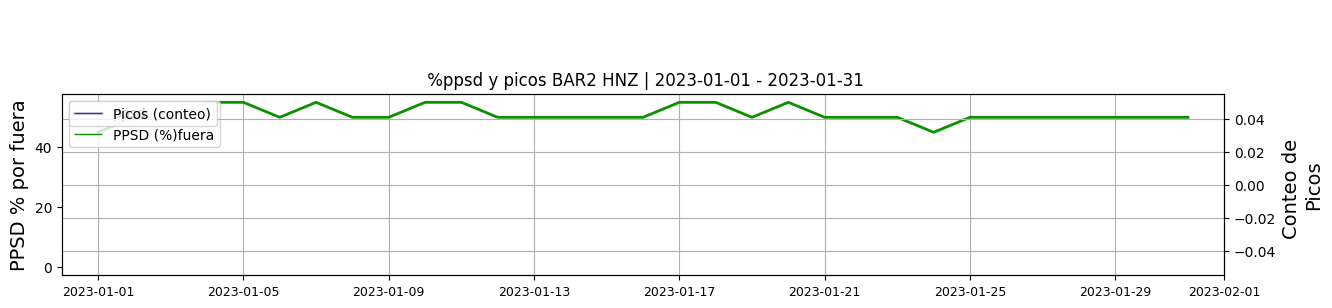 %ppsd y picos BAR2 HNZ | 2023-01-01 - 2023-01-31
Picos (conteo)
PPSD (%)fuera
PPSD % por fuera
40
20
0
0.04
0.02
0.00
−0.02
−0.04
Conteo de
Picos
2023-01-01
2023-01-05
2023-01-09
2023-01-13
2023-01-17
2023-01-21
2023-01-25
2023-01-29
2023-02-01